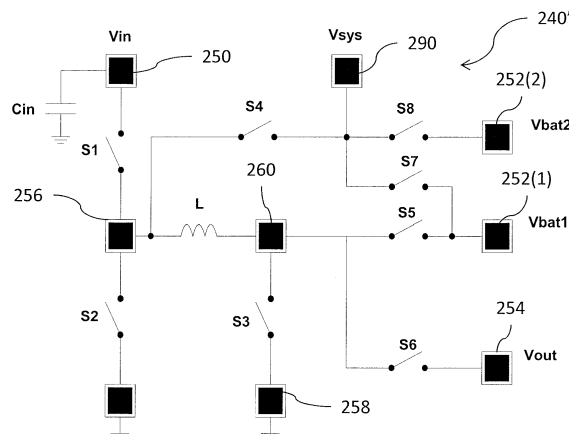 Vin
Vsys
240'
250
290
252(2)
Cin
S4
S8
Vbat2
S1
S7
256
260
252(1)
L
S5
Vbat1
S2
S3
S6
254
Vout
258